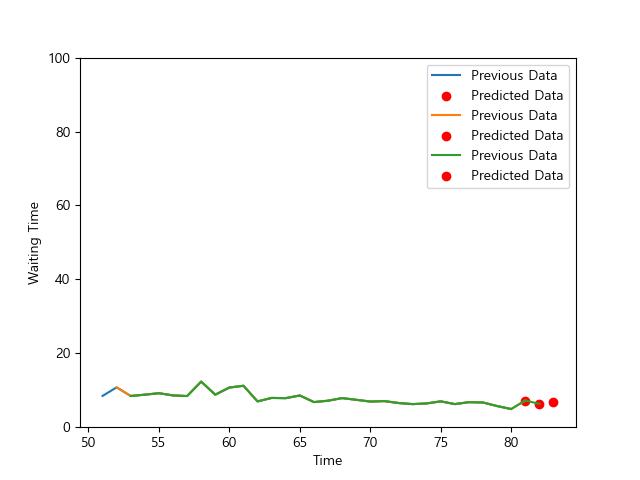 100
80
60
40
20
0
Waiting Time
Previous Data
Predicted Data
Previous Data
Predicted Data
Previous Data
Predicted Data
50 55 60 65 70 75 80
Time